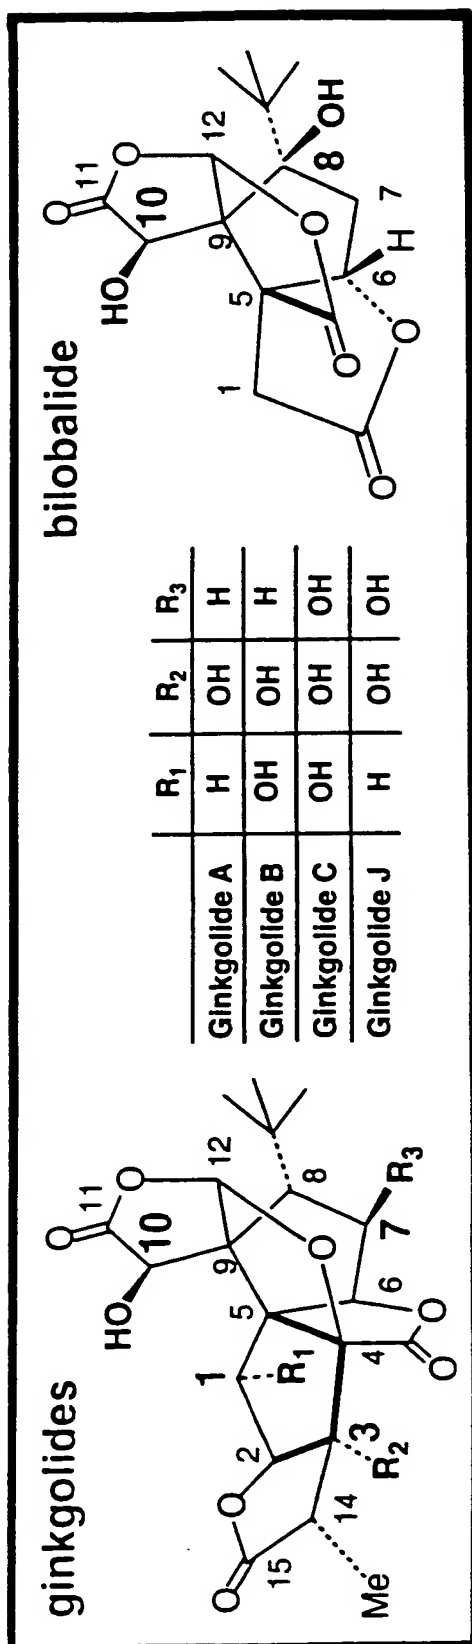 ginkgolides
O
11
O
HO
10
12
9
8
5
O
1
R1
7
R3
6
2
3
R2
4
O
O
O
O
15
14
Me
R1 R2 R3
Ginkgolide A H OH H
Ginkgolide B OH OH H
Ginkgolide C OH OH OH
Ginkgolide J H OH OH
bilobalide
O
11
O
HO
10
12
9
8
OH
5
O
7
1
H
6
O
O
O